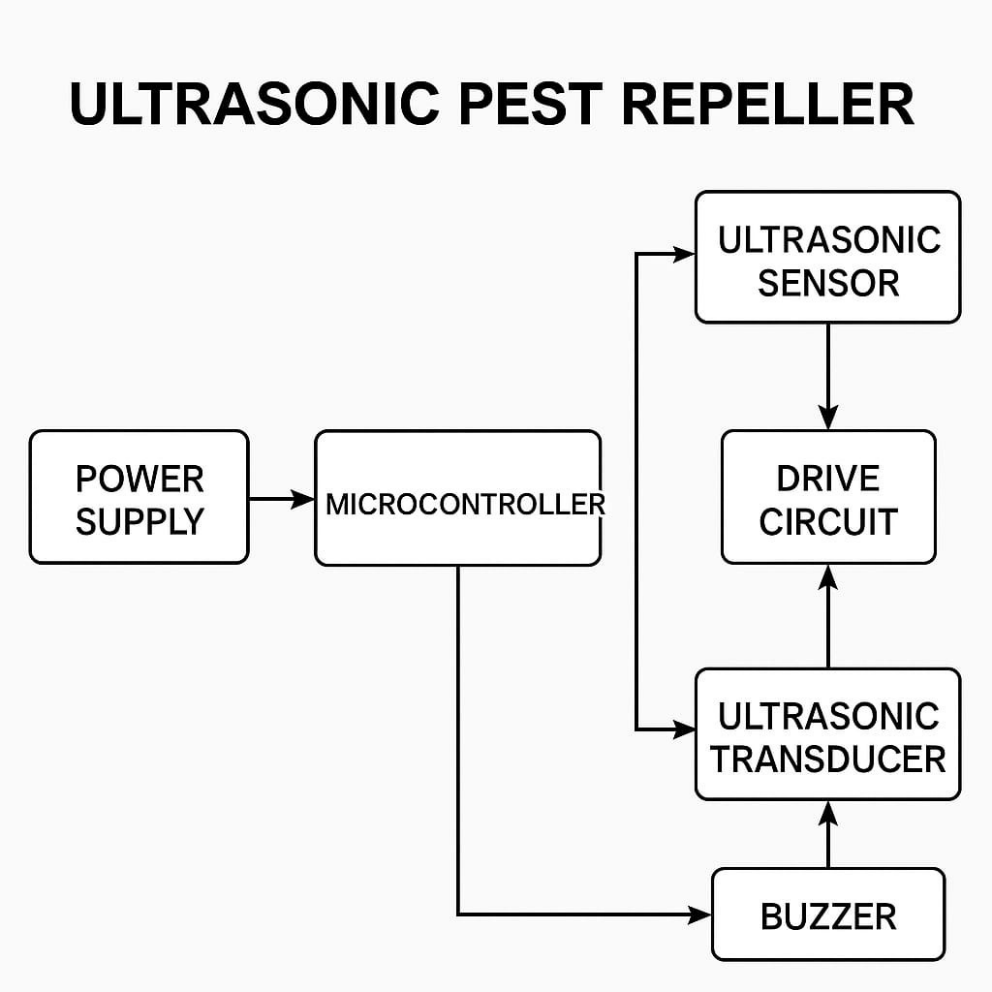 ULTRASONIC PEST REPELLER
ULTRASONIC
SENSOR
POWER
SUPPLY
MICROCONTROLLER
DRIVE
CIRCUIT
ULTRASONIC
TRANSDUCER
BUZZER